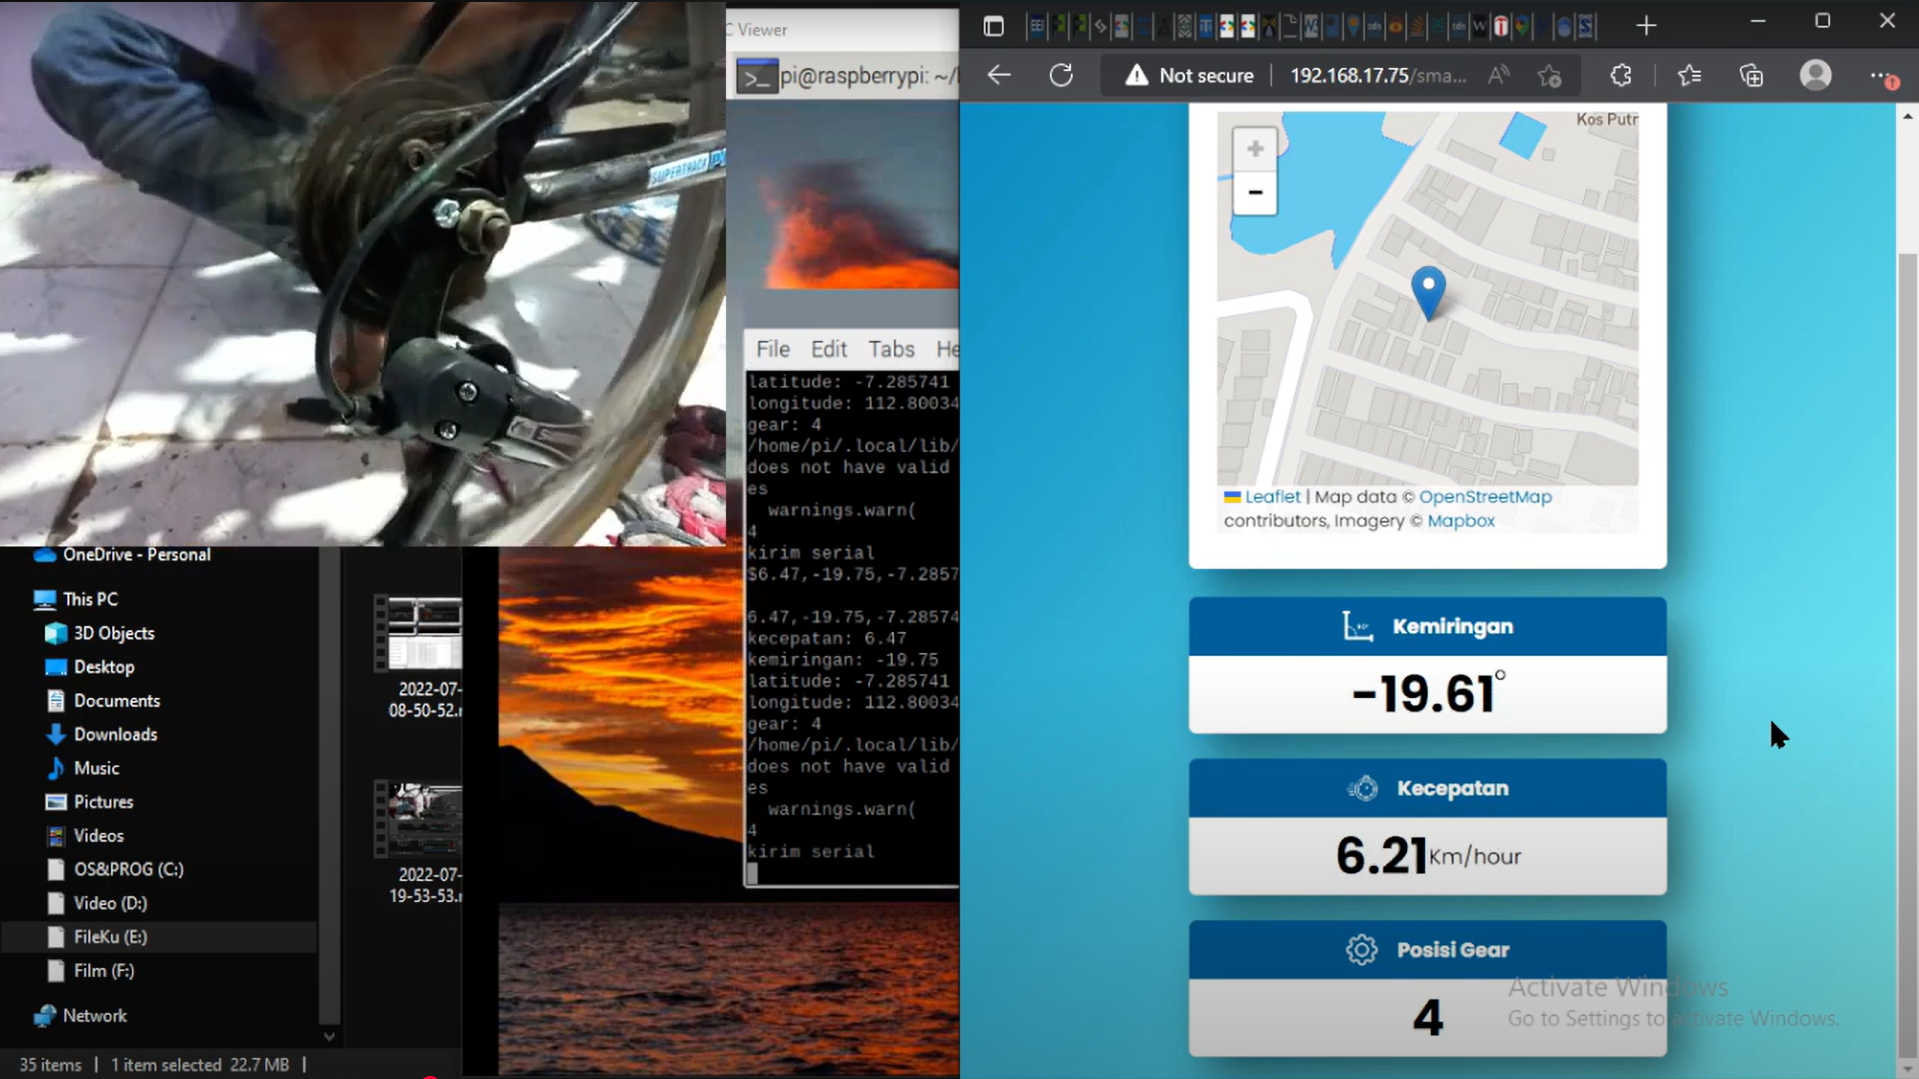 SUPERTRACK
C Viewer
pi@raspberrypi: ~/
File Edit Tabs He
latitude: -7.285741
longitude: 112.80034
gear: 4
/home/pi/.local/lib/
does not have valid
es
warnings.warn(
4
kirim serial
$6.47,-19.75,-7.2857
6.47,-19.75,-7.28574
kecepatan: 6.47
kemiringan: -19.75
latitude: -7.285741
longitude: 112.80034
gear: 4
/home/pi/.local/lib/
does not have valid
es
warnings.warn(
4
kirim serial
OneDrive - Personal
This PC
3D Objects
Desktop
Documents
Downloads
Music
Pictures
Videos
OS&PROG (C:)
Video (D:)
FileKu (E:)
Film (F:)
Network
35 items | 1 item selected 22.7 MB |
2022-07-
08-50-52.r
2022-07-
19-53-53.r
Not secure | 192.168.17.75/sma...
Kos Putr
+
-
Leaflet | Map data © OpenStreetMap
contributors, Imagery © Mapbox
Kemiringan
-19.61°
Kecepatan
6.21Km/hour
Posisi Gear
4
Activate Windows
Go to Settings to activate Windows.